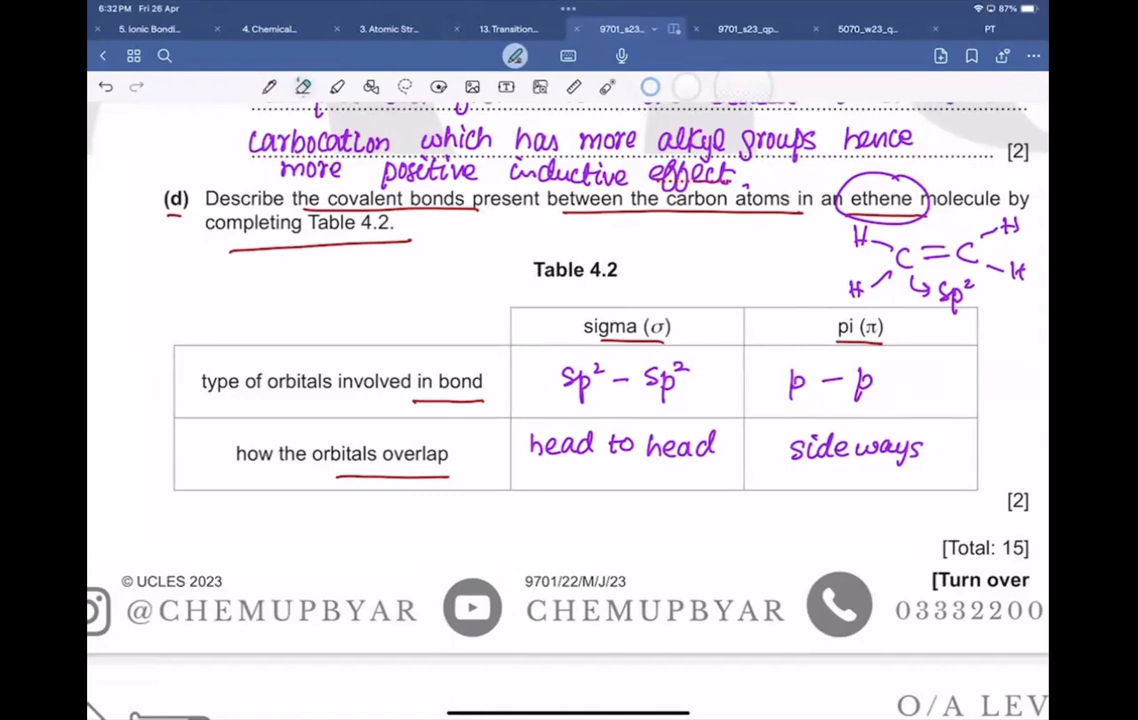 6:32PM Fri 26 Apr
87%
5. Ionic Bondi...
4. Chemical...
3. Atomic Str...
13. Transition...
9701_s23...
9701_s23_qp...
5070_w23_q...
PT
carbocation which has more alkyl groups hence
more positive inductive effect.
[2]
(d) Describe the covalent bonds present between the carbon atoms in an ethene molecule by
completing Table 4.2.
H H
C = C
H H
sp²
Table 4.2
sigma (σ) pi (π)
type of orbitals involved in bond sp² – sp² p – p
how the orbitals overlap head to head sideways
[2]
[Total: 15]
© UCLES 2023 9701/22/M/J/23 [Turn over
@CHEMUPBYAR CHEMUPBYAR 03332200
O/A LEV